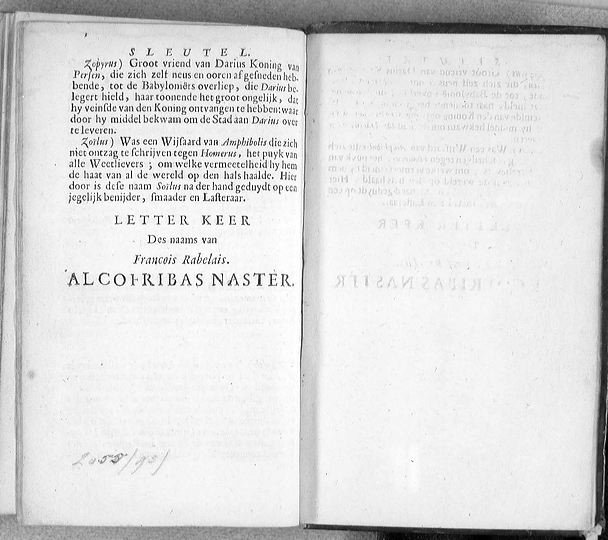 SLEUTEL.
Zopyrus) Groot vriend van Darius Koning van
Persen, die zich zelf neus en ooren afgesneden heb-
bende, tot de Babyloniërs overliep, die Darius be-
legert hield, haar toonende het groot ongelijk, dat
hy veinsde van den Koning ontvangen te hebben: waar
door hy middel bekwam om de Stad aan Darius over
te leveren.
Zoilus) Was een Wijsaard van Amphibolis die zich
niet ontzag te schrijven tegen Homerus, het puyk van
alle Weetlievers; om welke vermeetelheid hy hem
de haat van al de wereld op den hals haalde. Hier
door is dese naam Soilus na der hand geduydt op een
jegelijk benijder, smaader en Lasteraar.
LETTER KEER
Des naams van
Francois Rabelais.
ALCOFRIBAS NASTER.